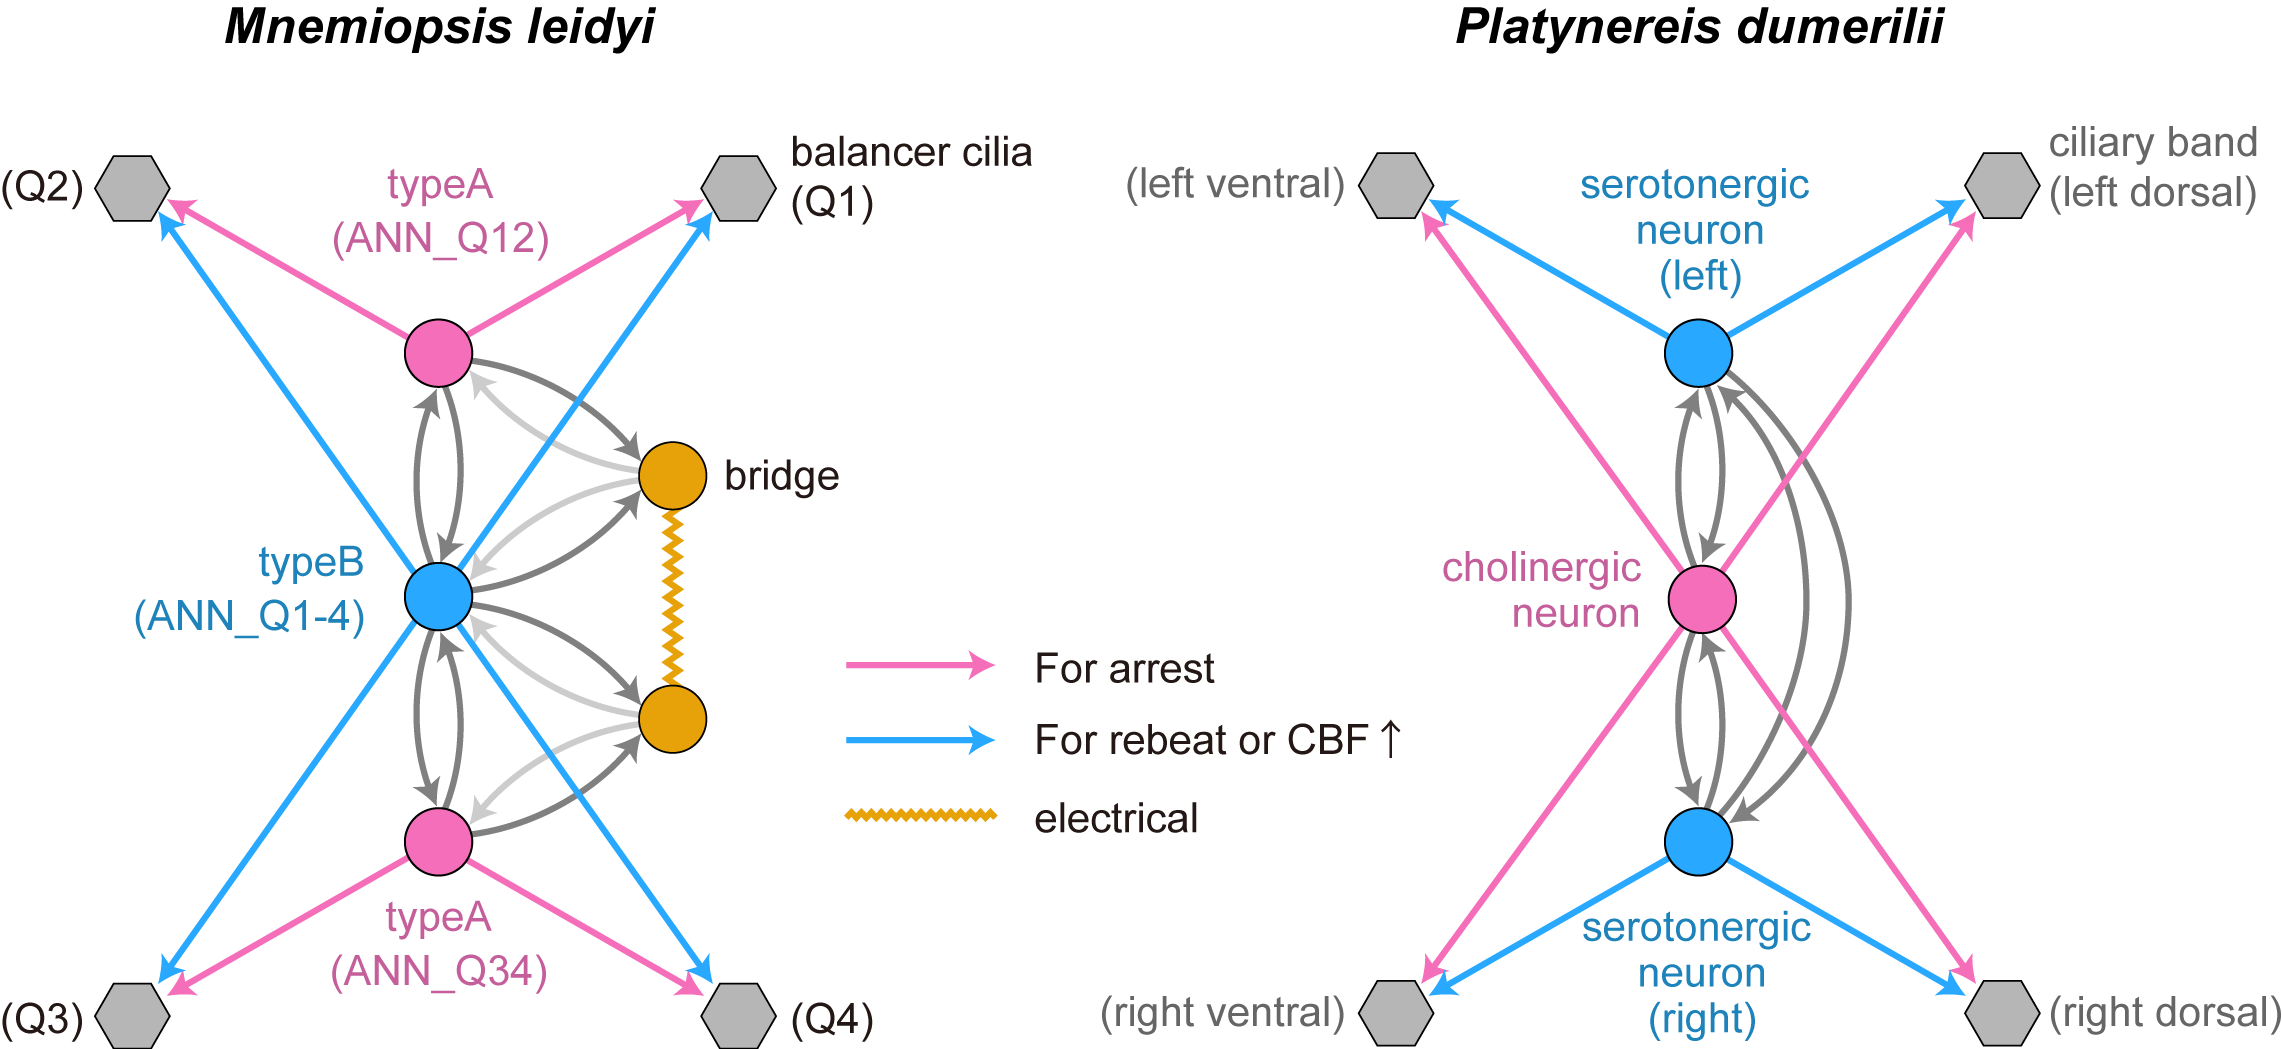 Mnemiopsis leidyi
(Q2)
typeA
(ANN_Q12)
balancer cilia
(Q1)
bridge
typeB
(ANN_Q1-4)
typeA
(ANN_Q34)
(Q3)
(Q4)
For arrest
For rebeat or CBF ↑
electrical
Platynereis dumerilii
(left ventral)
serotonergic
neuron
(left)
ciliary band
(left dorsal)
cholinergic
neuron
(right ventral)
serotonergic
neuron
(right)
(right dorsal)